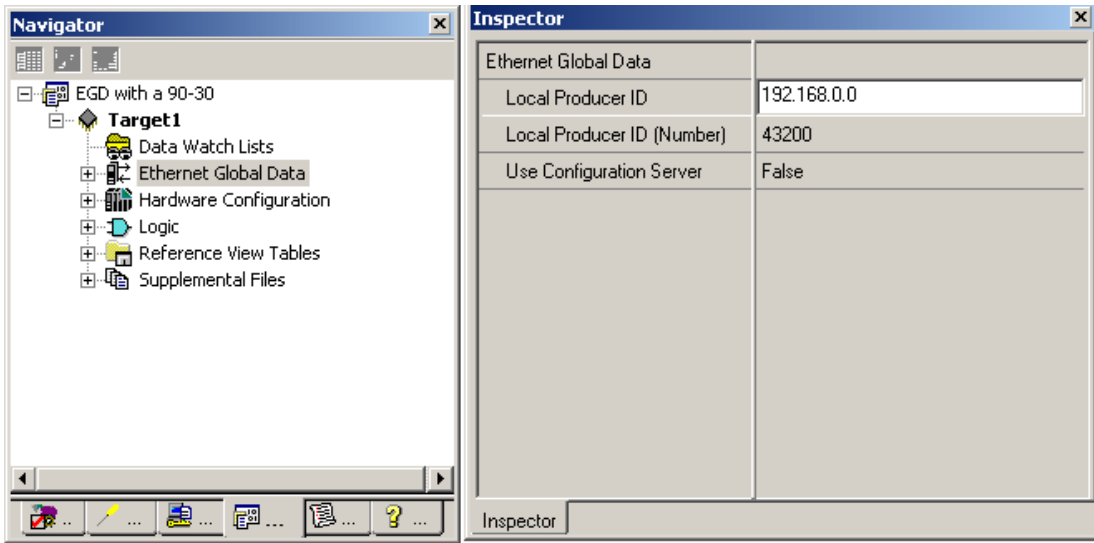 Navigator
EGD with a 90-30
Target1
Data Watch Lists
Ethernet Global Data
Hardware Configuration
Logic
Reference View Tables
Supplemental Files
.. ... ... ... ... ...
Inspector
Ethernet Global Data
Local Producer ID 192.168.0.0
Local Producer ID (Number) 43200
Use Configuration Server False
Inspector